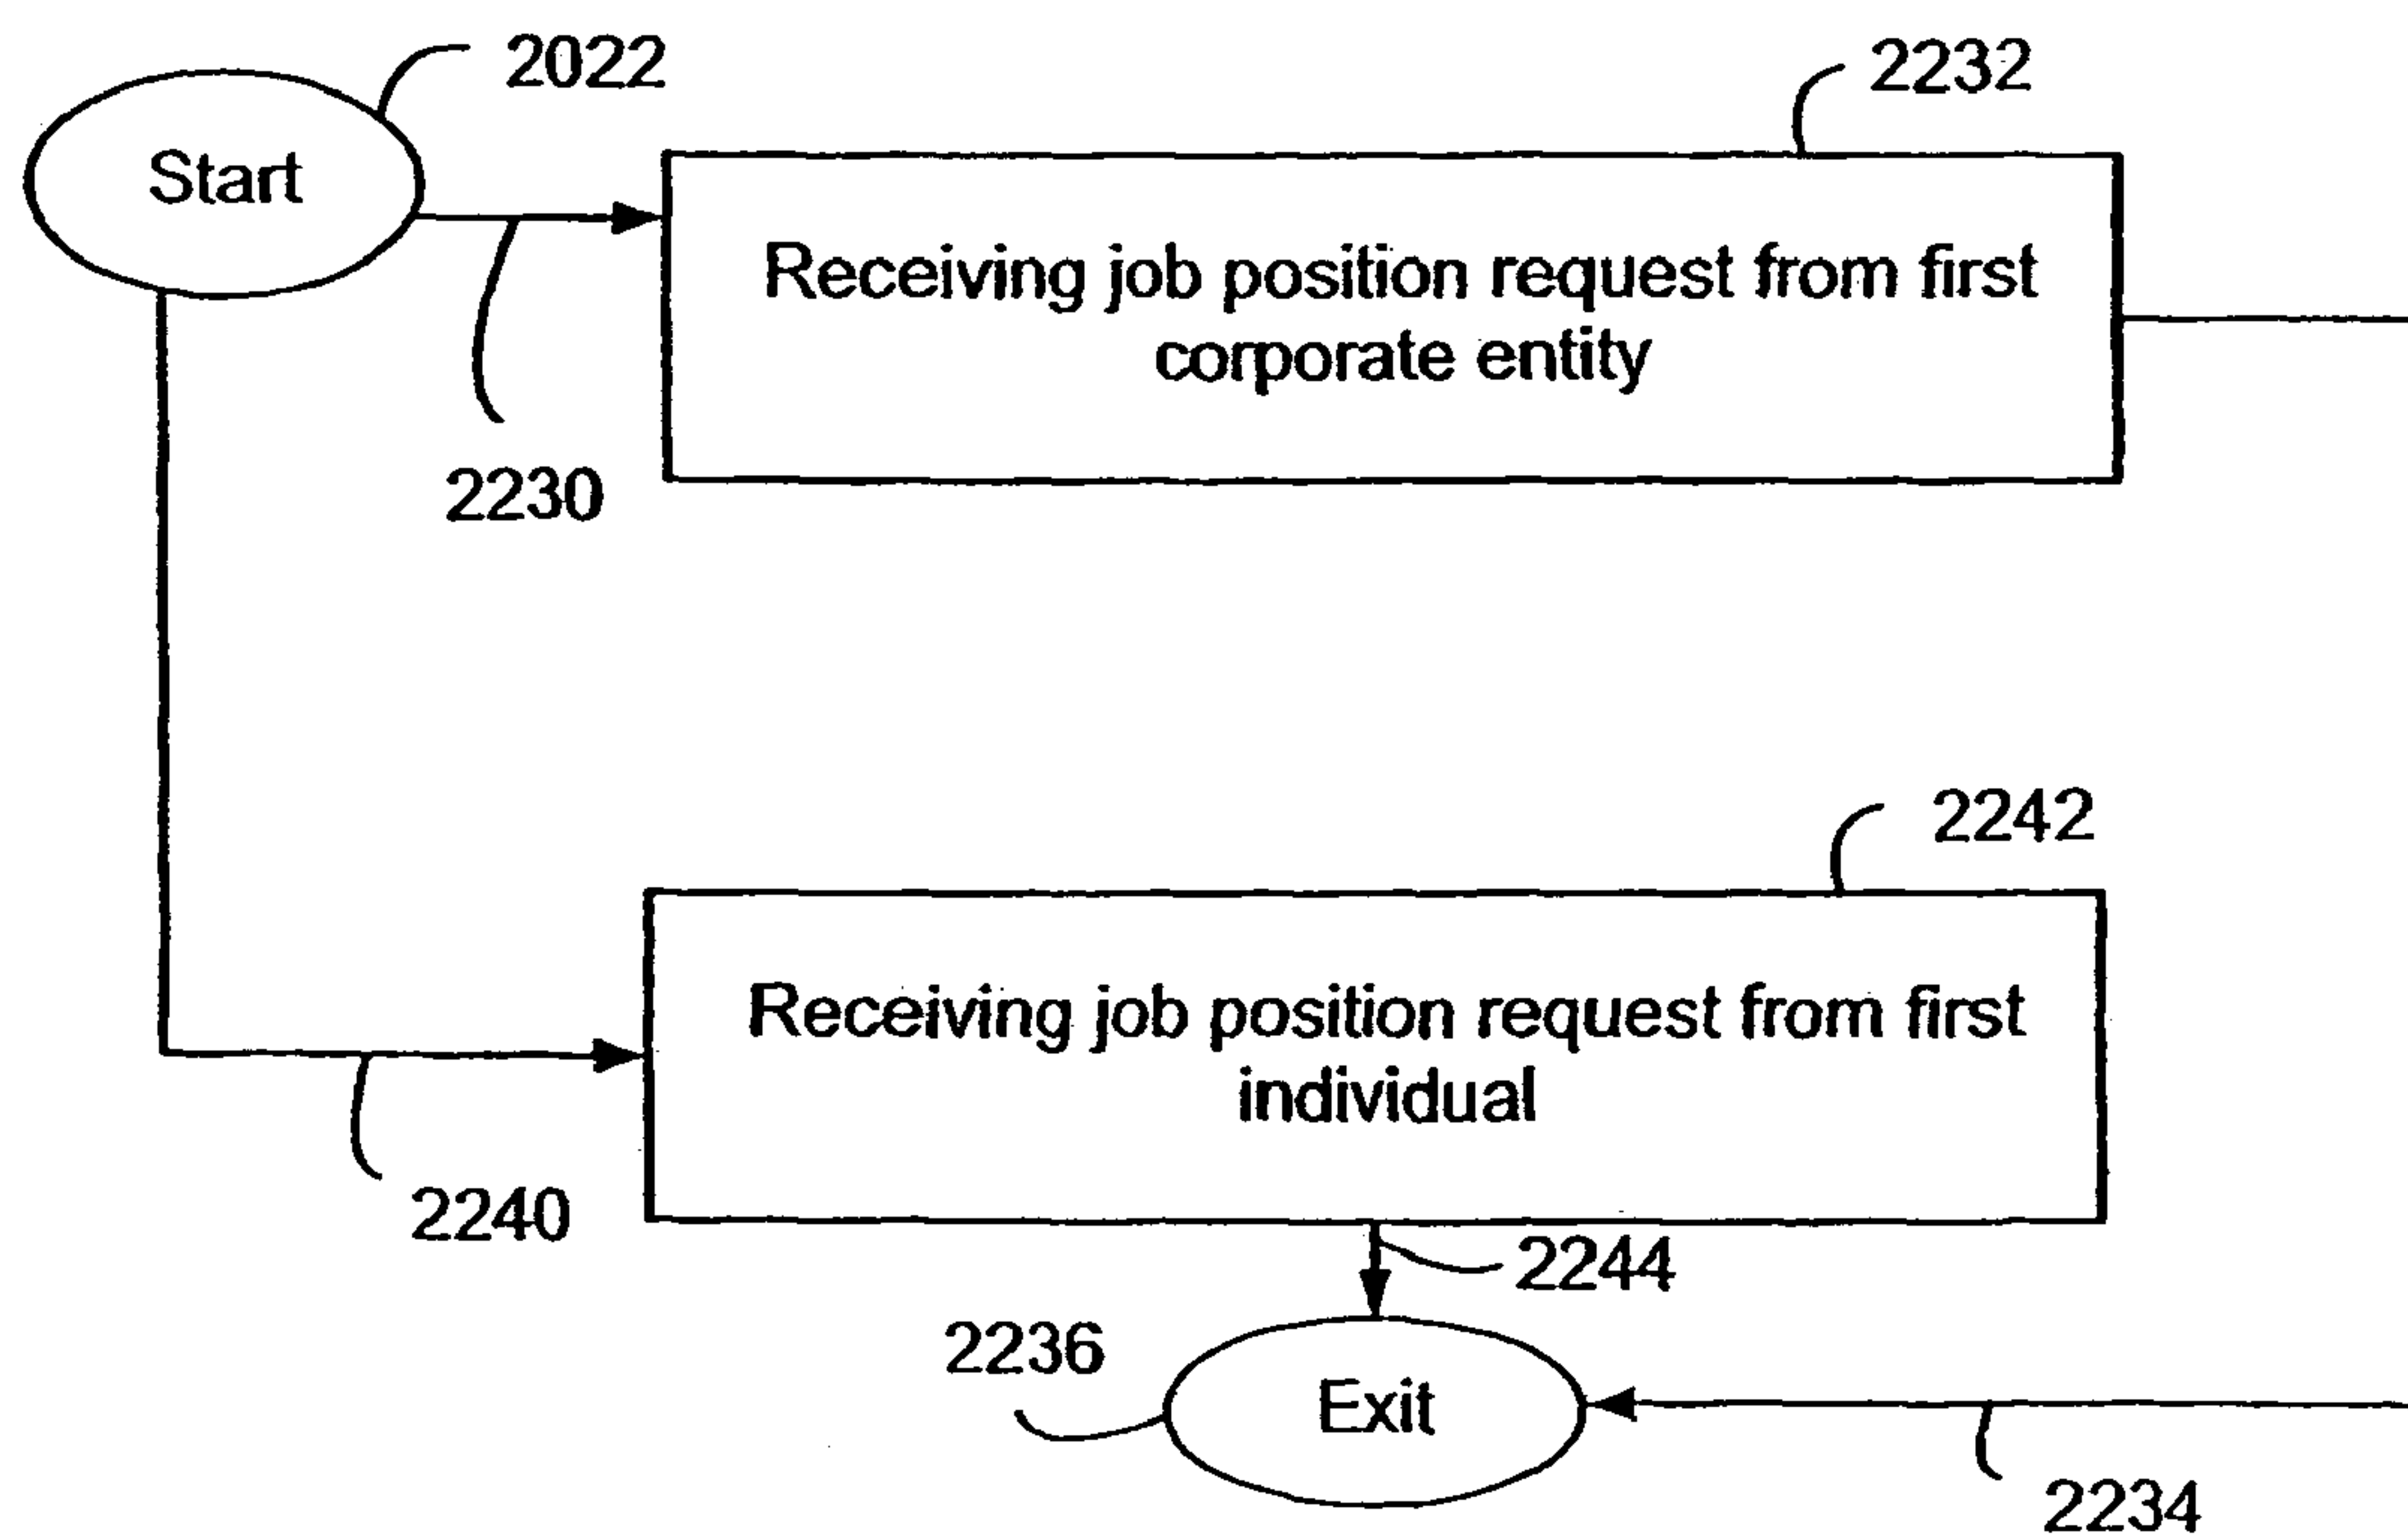 2022
Start
2232
Receiving job position request from first
corporate entity
2230
2242
Receiving job position request from first
individual
2240
2244
2236
Exit
2234